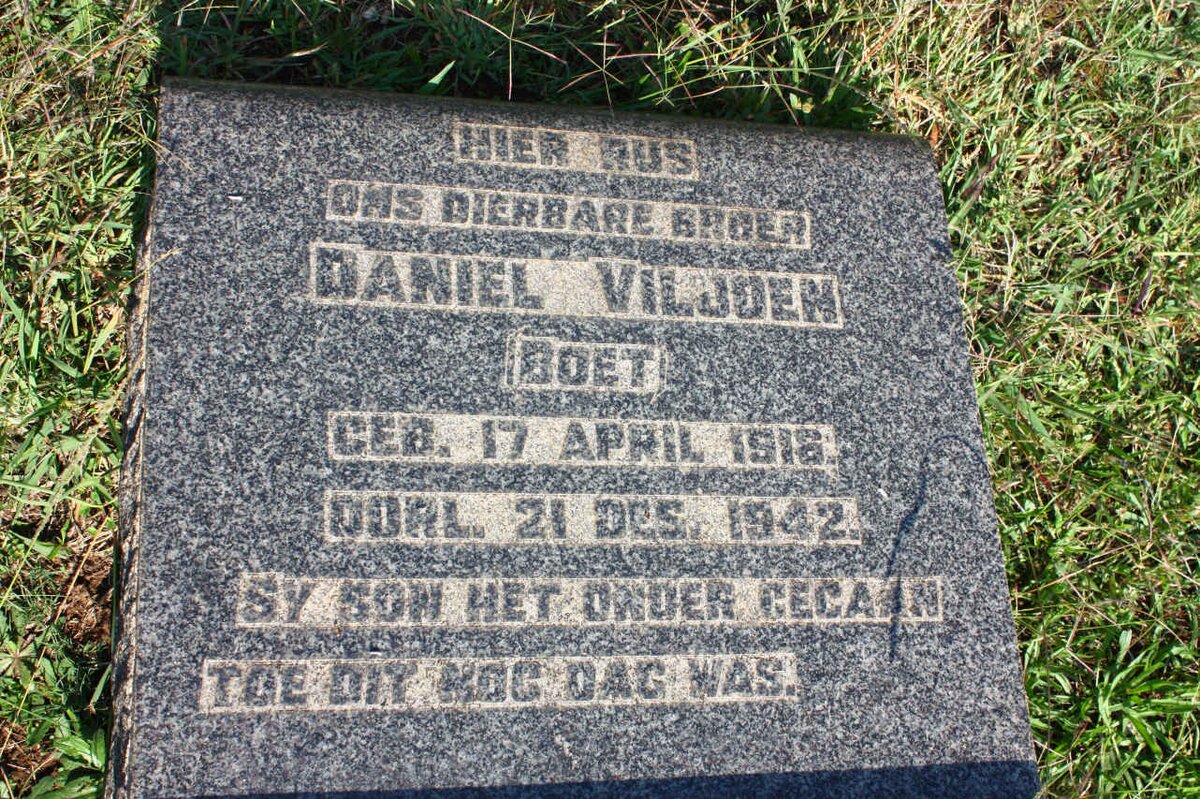 HIER RUS
ONS DIERBARE BROER
DANIEL VILJOEN
BOET
GEB. 17 APRIL 1918.
OORL. 21 DES. 1942.
SY SON HET ONDER GEGAAN
TOE DIT NOG DAG WAS.